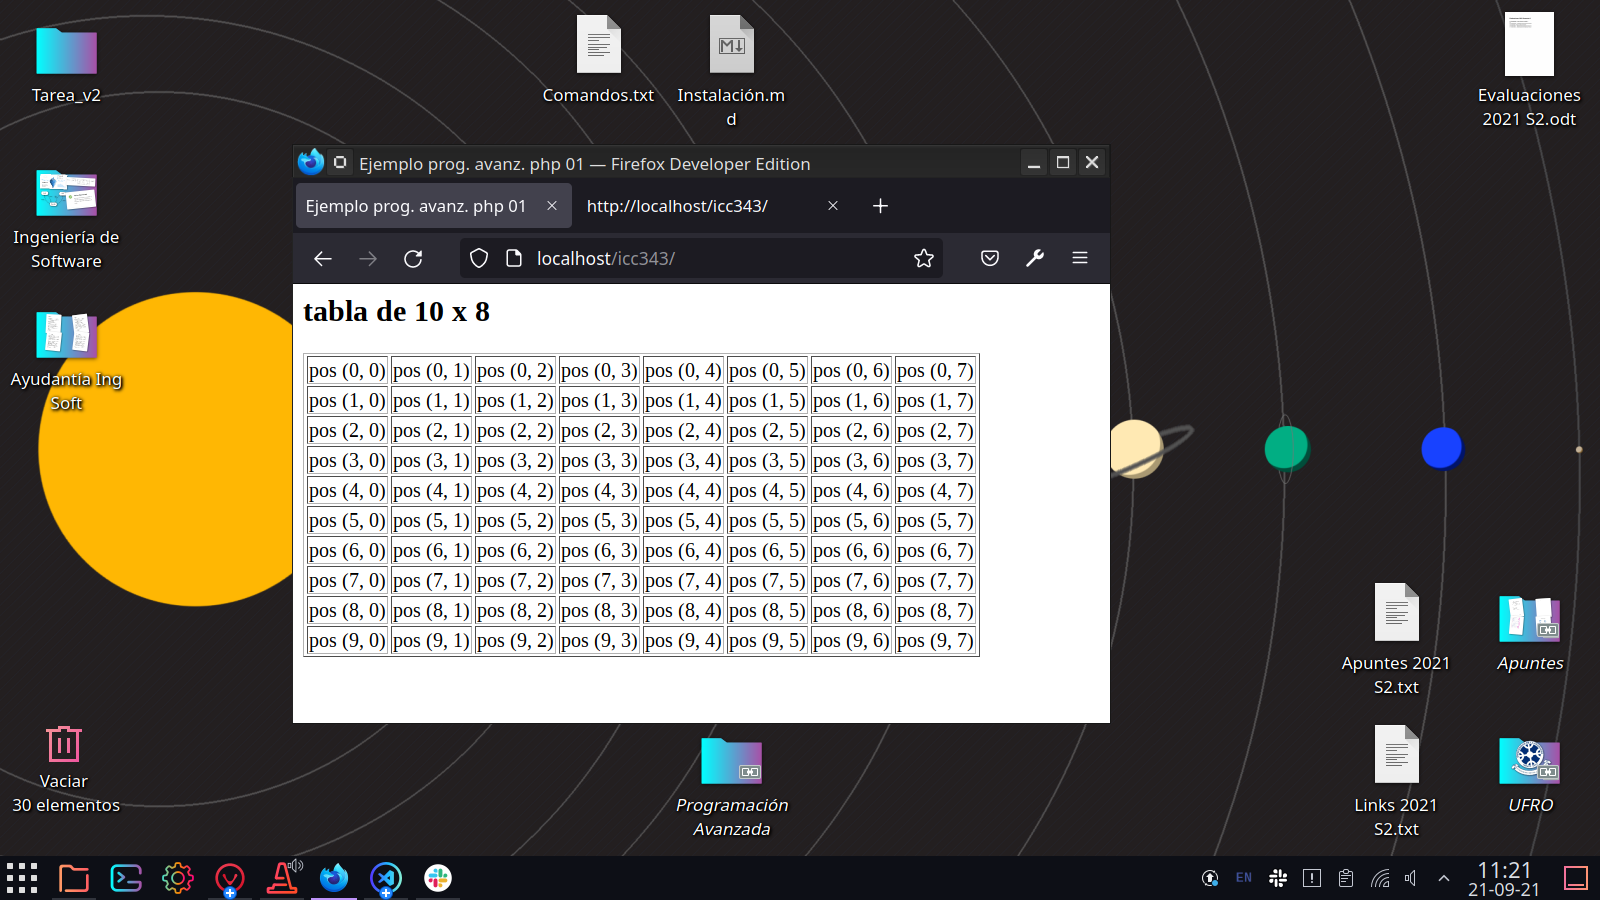 Tarea_v2
Comandos.txt
Instalación.m
d
Evaluaciones
2021 S2.odt
Ingeniería de
Software
Ayudantía Ing
Soft
Ejemplo prog. avanz. php 01 — Firefox Developer Edition
Ejemplo prog. avanz. php 01
http://localhost/icc343/
localhost/icc343/
tabla de 10 x 8
pos (0, 0) pos (0, 1) pos (0, 2) pos (0, 3) pos (0, 4) pos (0, 5) pos (0, 6) pos (0, 7)
pos (1, 0) pos (1, 1) pos (1, 2) pos (1, 3) pos (1, 4) pos (1, 5) pos (1, 6) pos (1, 7)
pos (2, 0) pos (2, 1) pos (2, 2) pos (2, 3) pos (2, 4) pos (2, 5) pos (2, 6) pos (2, 7)
pos (3, 0) pos (3, 1) pos (3, 2) pos (3, 3) pos (3, 4) pos (3, 5) pos (3, 6) pos (3, 7)
pos (4, 0) pos (4, 1) pos (4, 2) pos (4, 3) pos (4, 4) pos (4, 5) pos (4, 6) pos (4, 7)
pos (5, 0) pos (5, 1) pos (5, 2) pos (5, 3) pos (5, 4) pos (5, 5) pos (5, 6) pos (5, 7)
pos (6, 0) pos (6, 1) pos (6, 2) pos (6, 3) pos (6, 4) pos (6, 5) pos (6, 6) pos (6, 7)
pos (7, 0) pos (7, 1) pos (7, 2) pos (7, 3) pos (7, 4) pos (7, 5) pos (7, 6) pos (7, 7)
pos (8, 0) pos (8, 1) pos (8, 2) pos (8, 3) pos (8, 4) pos (8, 5) pos (8, 6) pos (8, 7)
pos (9, 0) pos (9, 1) pos (9, 2) pos (9, 3) pos (9, 4) pos (9, 5) pos (9, 6) pos (9, 7)
Apuntes 2021
S2.txt
Apuntes
Vaciar
30 elementos
Programación
Avanzada
Links 2021
S2.txt
UFRO
EN
11:21
21-09-21